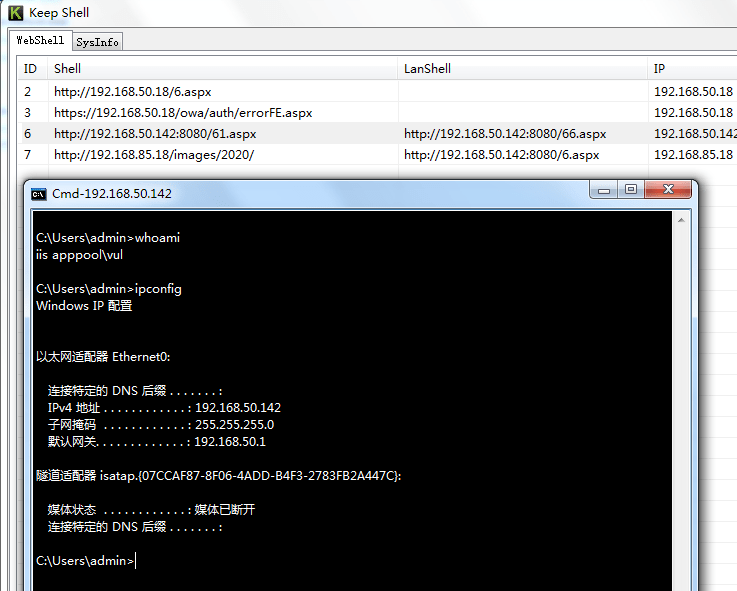 Keep Shell
WebShell SysInfo
ID Shell LanShell IP
2 http://192.168.50.18/6.aspx 192.168.50.18
3 https://192.168.50.18/owa/auth/errorFE.aspx 192.168.50.18
6 http://192.168.50.142:8080/61.aspx http://192.168.50.142:8080/66.aspx 192.168.50.142
7 http://192.168.85.18/images/2020/ http://192.168.50.142:8080/6.aspx 192.168.85.18
Cmd-192.168.50.142
C:\Users\admin>whoami
iis apppool\vul
C:\Users\admin>ipconfig
Windows IP 配置
以太网适配器 Ethernet0:
连接特定的 DNS 后缀 . . . . . . . :
IPv4 地址 . . . . . . . . . . . . : 192.168.50.142
子网掩码 . . . . . . . . . . . . : 255.255.255.0
默认网关. . . . . . . . . . . . . : 192.168.50.1
隧道适配器 isatap.{07CCAF87-8F06-4ADD-B4F3-2783FB2A447C}:
媒体状态 . . . . . . . . . . . . : 媒体已断开
连接特定的 DNS 后缀 . . . . . . . :
C:\Users\admin>